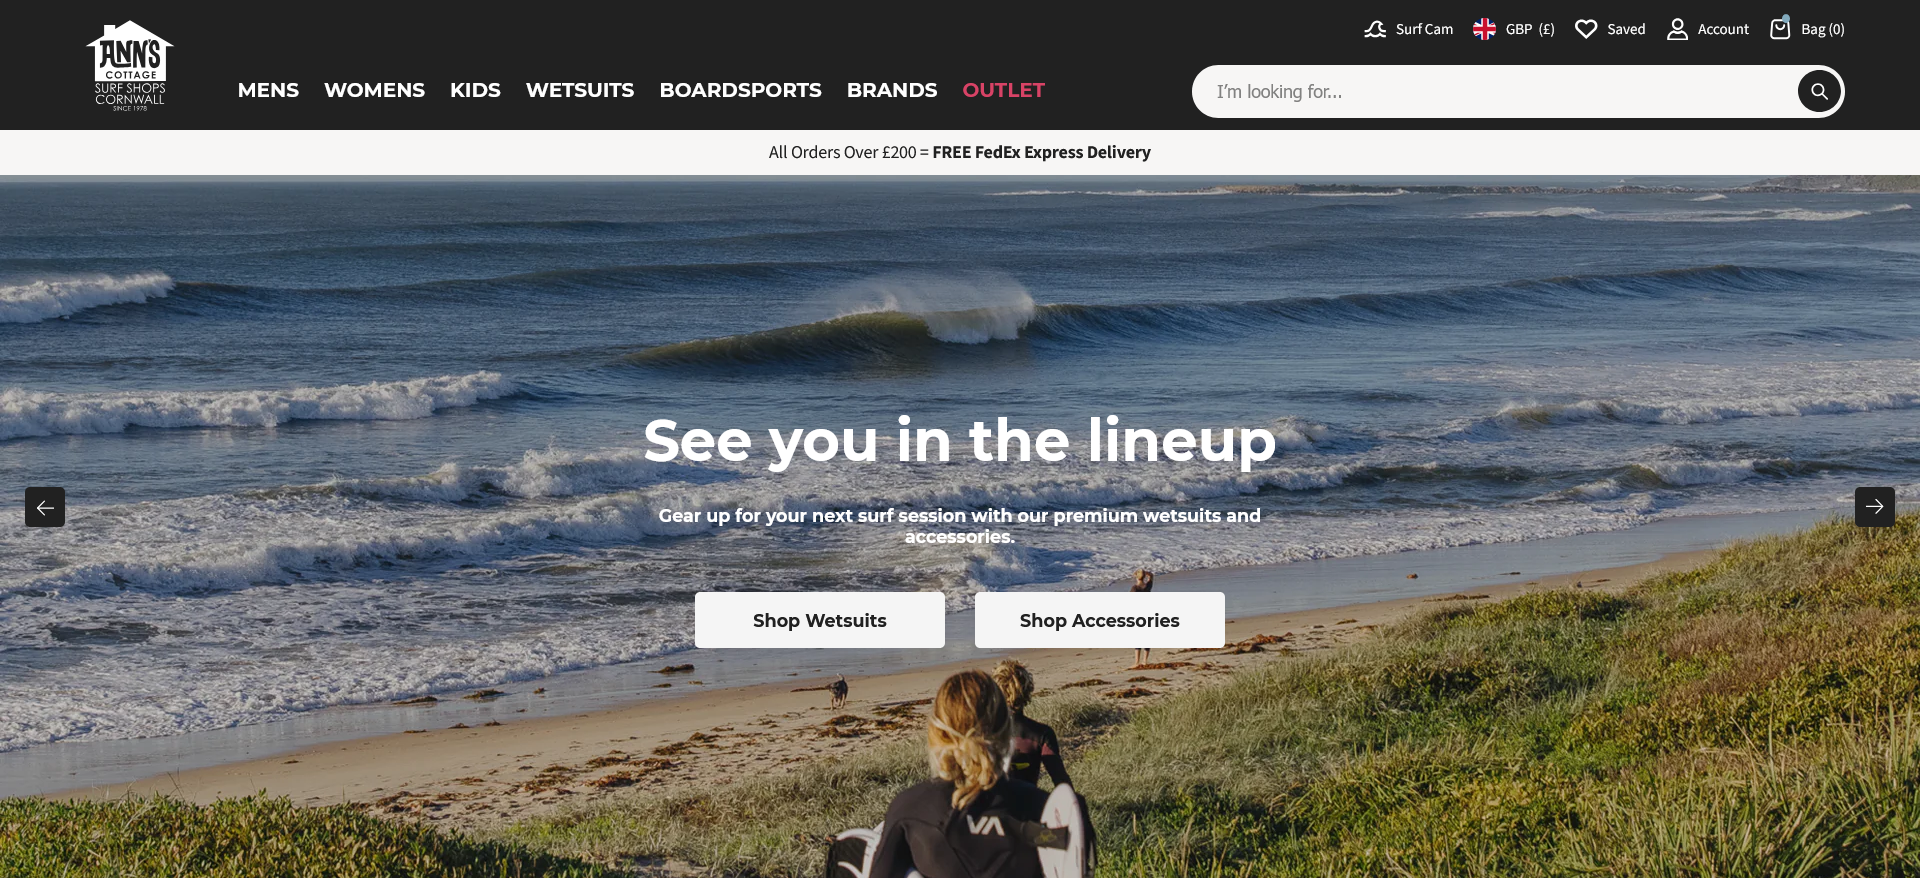 ANN'S
COTTAGE
SURF SHOPS
CORNWALL
SINCE 1978
Surf Cam
GBP (£)
Saved
Account
Bag (0)
MENS
WOMENS
KIDS
WETSUITS
BOARDSPORTS
BRANDS
OUTLET
I'm looking for...
All Orders Over £200 = FREE FedEx Express Delivery
See you in the lineup
Gear up for your next surf session with our premium wetsuits and
accessories.
Shop Wetsuits
Shop Accessories
VA